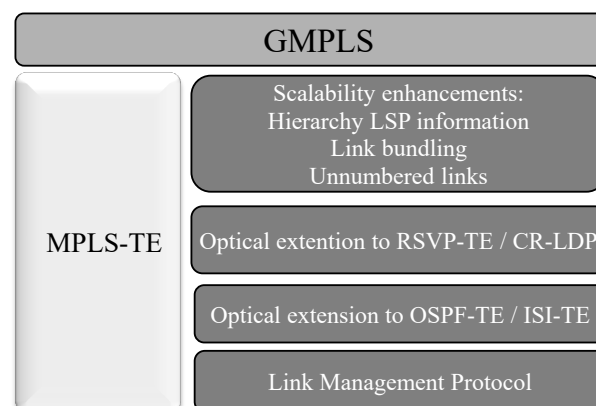 GMPLS
MPLS-TE
Scalability enhancements:
Hierarchy LSP information
Link bundling
Unnumbered links
Optical extention to RSVP-TE / CR-LDP
Optical extension to OSPF-TE / ISI-TE
Link Management Protocol